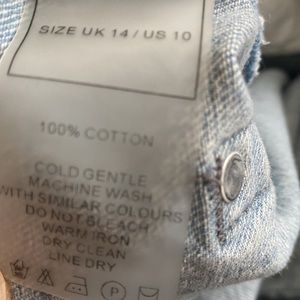 SIZE UK 14 / US 10
100% COTTON
COLD GENTLE
MACHINE WASH
WITH SIMILAR COLOURS
DO NOT BLEACH
WARM IRON
DRY CLEAN
LINE DRY
P